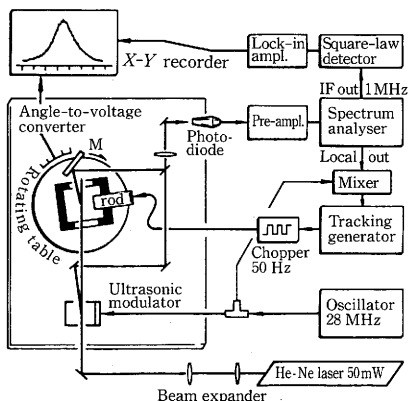 X-Y recorder
Lock-in
ampl.
Square-law
detector
IF out 1MHz
Angle-to-voltage
converter
M
Photo-
diode
Pre-ampl.
Spectrum
analyser
Local out
Mixer
Rotating table
rod
Tracking
generator
Chopper
50 Hz
Ultrasonic
modulator
Oscillator
28 MHz
He-Ne laser 50mW
Beam expander